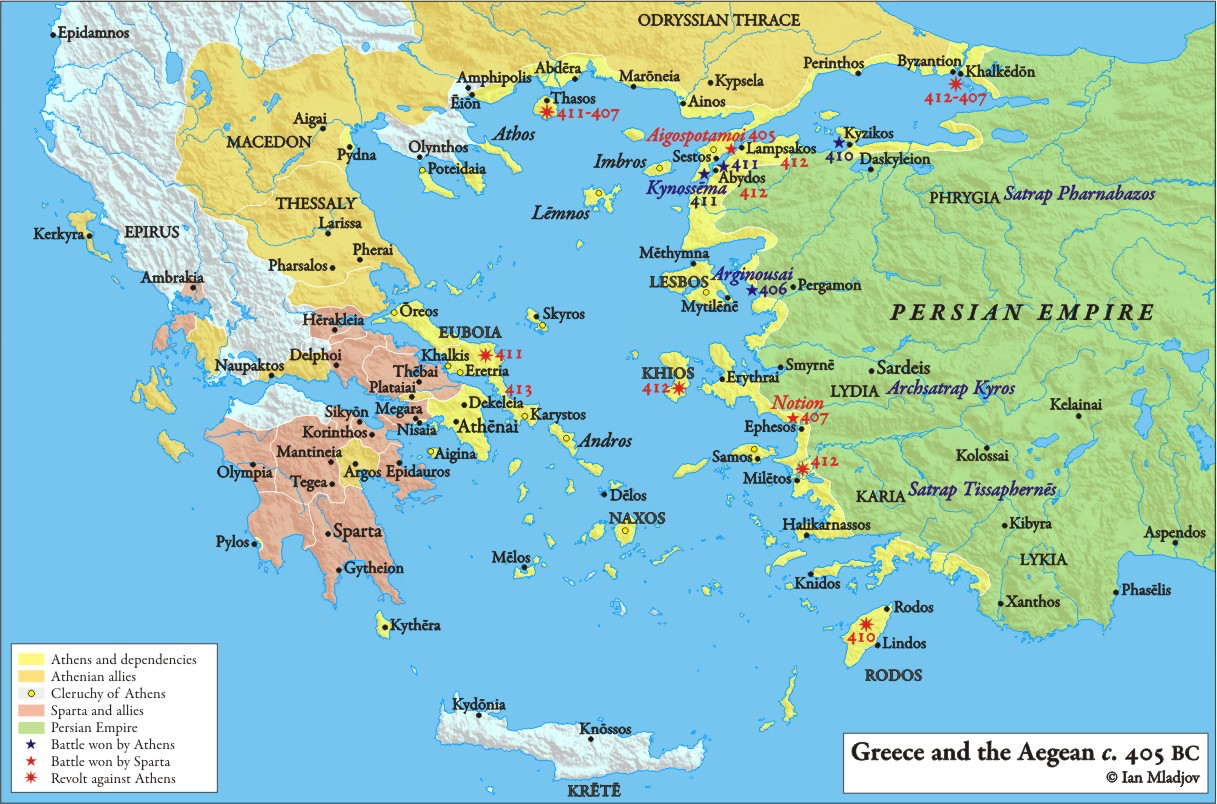 ODRYSSIAN THRACE
Epidamnos
Perinthos
Byzantion
Khalkēdōn
412-407
Abdēra
Marōneia
Kypsela
Amphipolis
Ēiōn
Thasos
411-407
Ainos
Aigai
MACEDON
Pydna
Olynthos
Poteidaia
Athos
Imbros
Aigospotamoi 405
Sestos
Lampsakos
412
411
Abydos
412
Kynossēma
411
Kyzikos
410
Daskyleion
PHRYGIA
Satrap Pharnabazos
Lēmnos
THESSALY
Larissa
Pherai
Pharsalos
Kerkyra
EPIRUS
Ambrakia
Mēthymna
LESBOS
Mytilēnē
Arginousai
406
Pergamon
PERSIAN EMPIRE
Ōreos
Skyros
Hērakleia
EUBOIA
411
Khalkis
Eretria
413
Naupaktos
Delphoi
Thēbai
Plataiai
Dekeleia
Karystos
Megara
Nisaia
Athēnai
Sikyōn
Korinthos
Mantineia
Aigina
Andros
Olympia
Argos
Epidauros
Tegea
KHIOS
412
Erythrai
Smyrnē
Sardeis
LYDIA
Archsatrap Kyros
Notion
407
Ephesos
Kelainai
Samos
412
Milētos
Kolossai
KARIA
Satrap Tissaphernēs
Dēlos
NAXOS
Halikarnassos
Kibyra
Aspendos
Sparta
Pylos
Gytheion
Mēlos
Knidos
LYKIA
Xanthos
Phasēlis
Kythēra
Rodos
410
Lindos
RODOS
Kydōnia
Knōssos
KRĒTĒ
Athens and dependencies
Athenian allies
Cleruchy of Athens
Sparta and allies
Persian Empire
Battle won by Athens
Battle won by Sparta
Revolt against Athens
Greece and the Aegean c. 405 BC
© Ian Mladjov